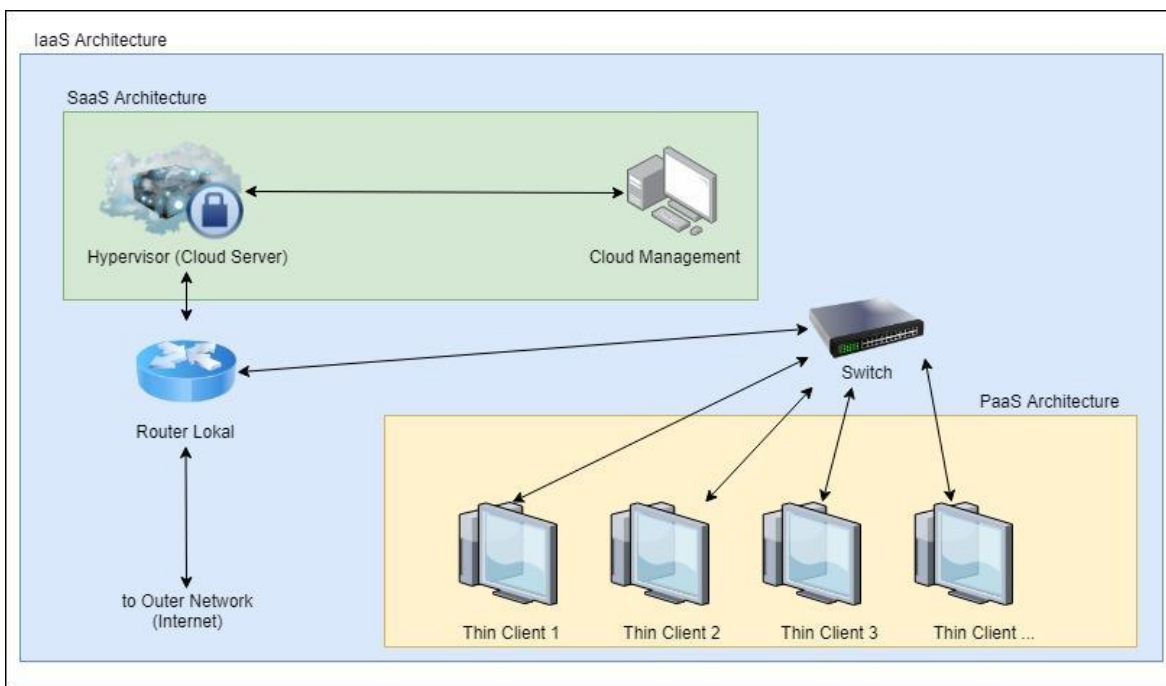 IaaS Architecture
SaaS Architecture
Hypervisor (Cloud Server)
Cloud Management
Switch
PaaS Architecture
Router Lokal
to Outer Network
(Internet)
Thin Client 1
Thin Client 2
Thin Client 3
Thin Client ...